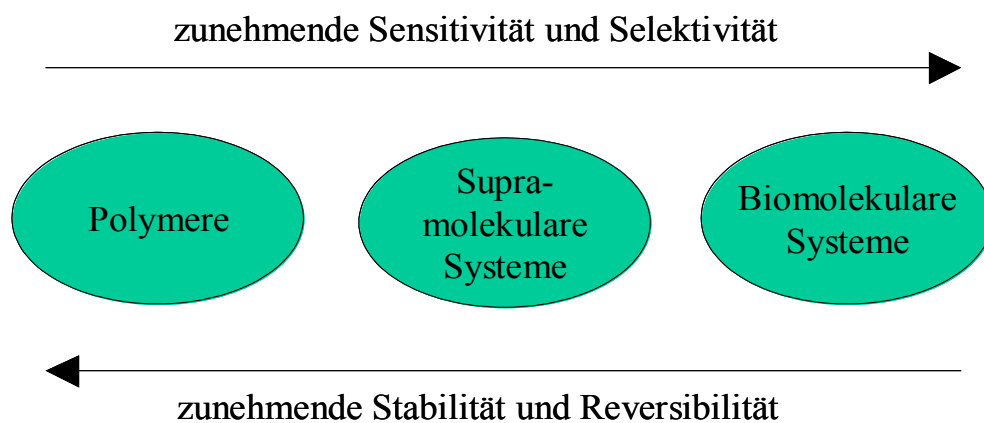 zunehmende Sensitivität und Selektivität
Polymere
Supra-
molekulare
Systeme
Biomolekulare
Systeme
zunehmende Stabilität und Reversibilität